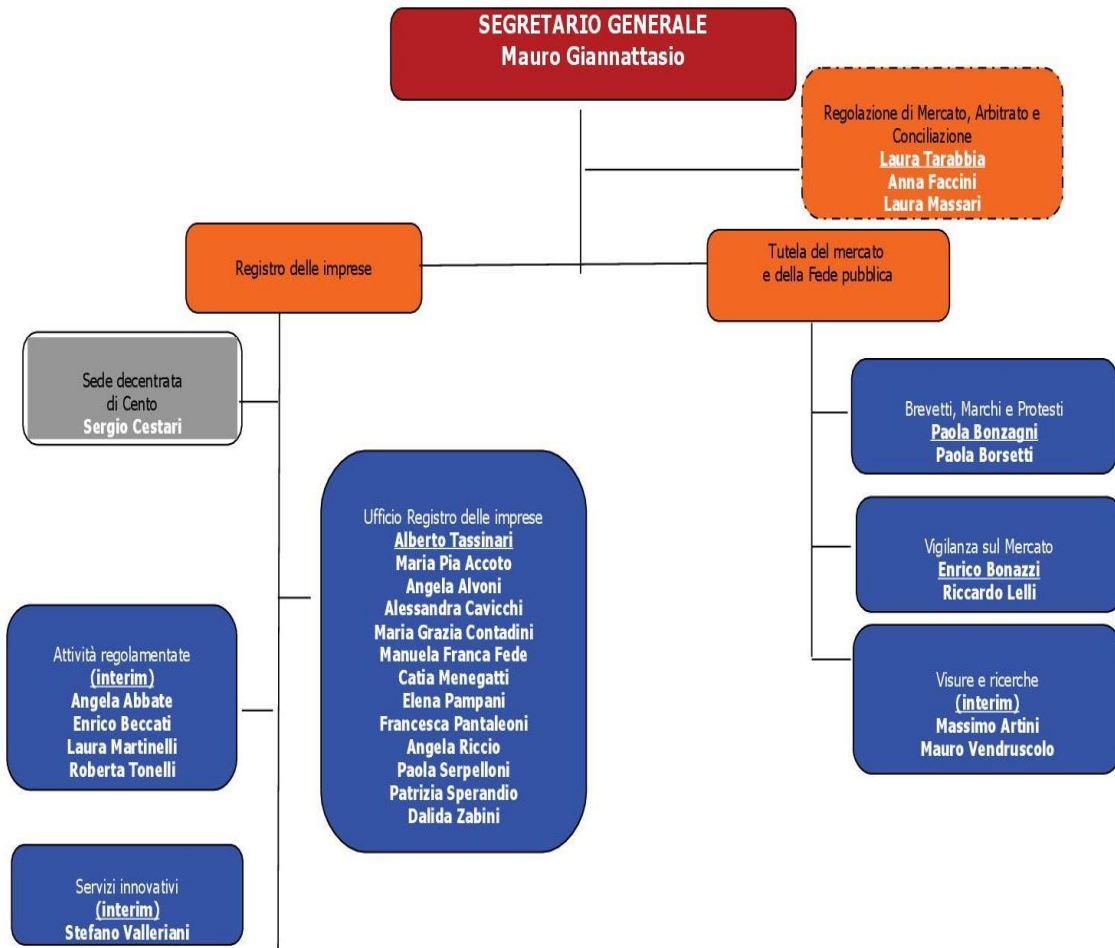 SEGRETARIO GENERALE
Mauro Giannattasio
Regolazione di Mercato, Arbitrato e
Conciliazione
Laura Tarabbia
Anna Faccini
Laura Massari
Registro delle imprese
Tutela del mercato
e della Fede pubblica
Sede decentrata
di Cento
Sergio Cestari
Ufficio Registro delle imprese
Alberto Tassinari
Maria Pia Accoto
Angela Alvoni
Alessandra Cavicchi
Maria Grazia Contadini
Manuela Franca Fede
Catia Menegatti
Elena Pampani
Francesca Pantaleoni
Angela Riccio
Paola Serpelloni
Patrizia Sperandio
Dalida Zabini
Attività regolamentate
(interim)
Angela Abbate
Enrico Beccati
Laura Martinelli
Roberta Tonelli
Servizi innovativi
(interim)
Stefano Valleriani
Brevetti, Marchi e Protesti
Paola Bonzagni
Paola Borsetti
Vigilanza sul Mercato
Enrico Bonazzi
Riccardo Lelli
Visure e ricerche
(interim)
Massimo Artini
Mauro Vendruscolo